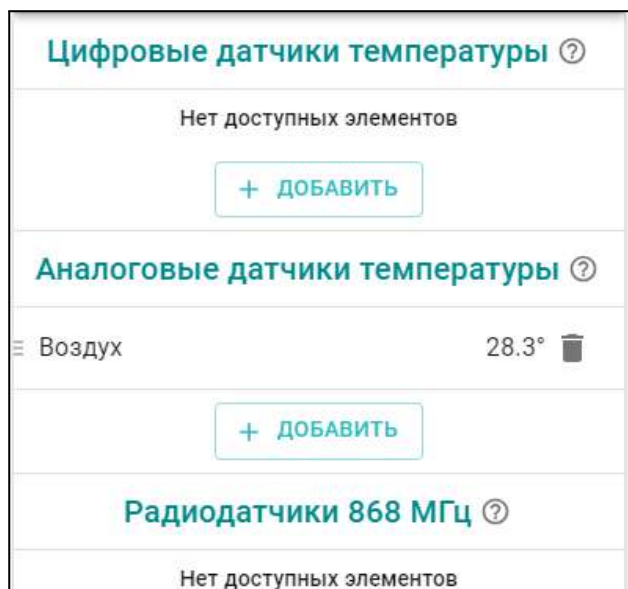 Цифровые датчики температуры ?
Нет доступных элементов
+ ДОБАВИТЬ
Аналоговые датчики температуры ?
Воздух 28.3°
+ ДОБАВИТЬ
Радиодатчики 868 МГц ?
Нет доступных элементов